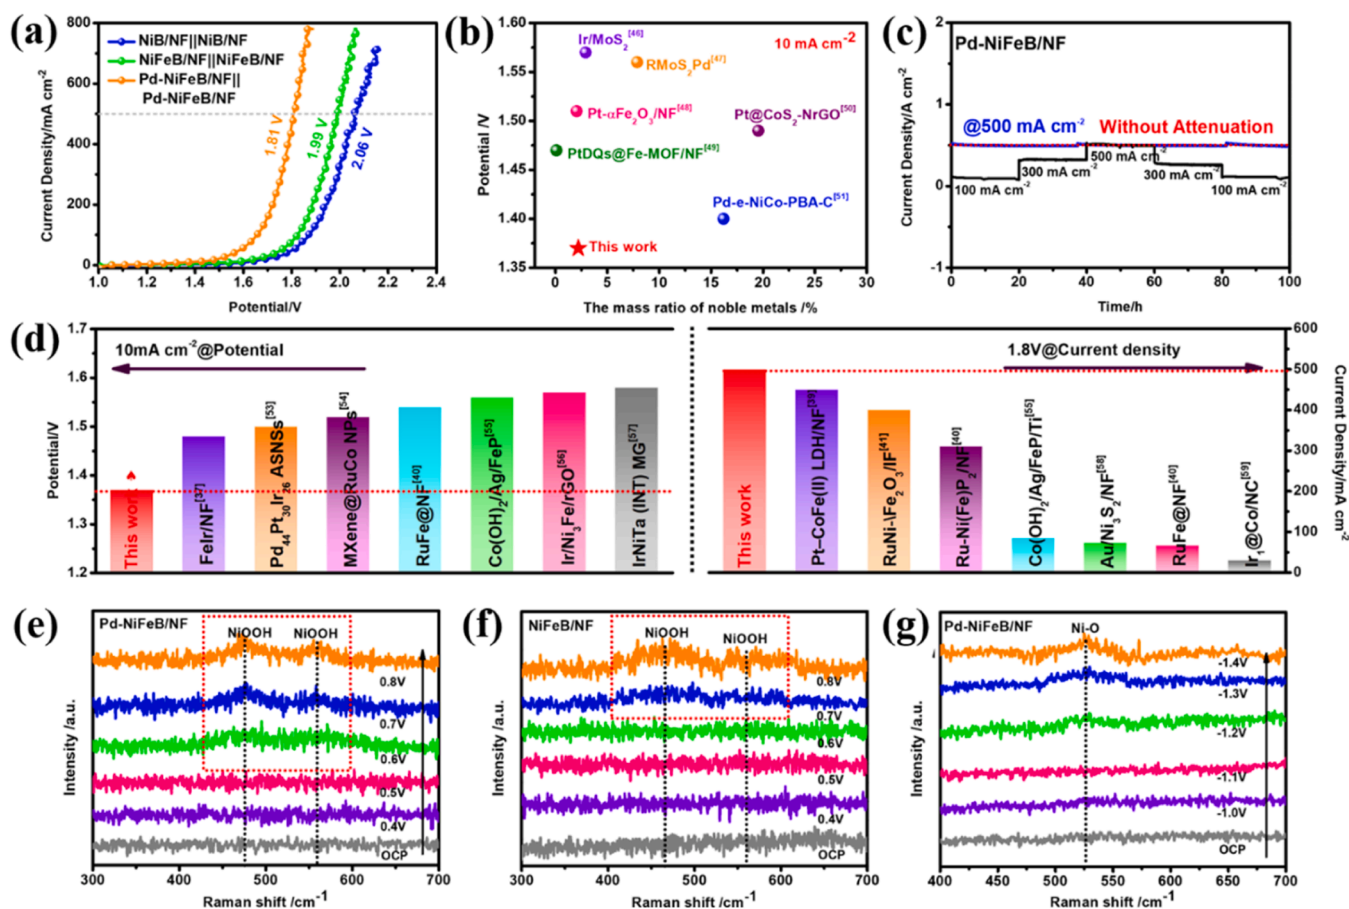 (a)
800
700
600
500
400
300
200
100
0
Current Density/mA cm-2
NiB/NF||NiB/NF
NiFeB/NF||NiFeB/NF
Pd-NiFeB/NF||
Pd-NiFeB/NF
1.81 V
1.99 V
2.06 V
1.0 1.2 1.4 1.6 1.8 2.0 2.2 2.4
Potential/V
(b)
1.60
1.55
1.50
1.45
1.40
1.35
Potential /V
Ir/MoS2[46]
10 mA cm-2
RMoS2Pd[47]
Pt-αFe2O3/NF[48]
Pt@CoS2-NrGO[50]
PtDQs@Fe-MOF/NF[49]
Pd-e-NiCo-PBA-C[51]
This work
0 5 10 15 20 25 30
The mass ratio of noble metals /%
(c)
2
1
0
-1
Current Density/A cm-2
Pd-NiFeB/NF
@500 mA cm-2 Without Attenuation
100 mA cm-2
300 mA cm-2
500 mA cm-2
300 mA cm-2
100 mA cm-2
0 20 40 60 80 100
Time/h
(d)
1.7
1.6
1.5
1.4
1.3
1.2
Potential/V
10mA cm-2@Potential
This work
FeIr/NF[37]
Pd44Pt30Ir26 ASNSs[53]
MXene@RuCo NPs[54]
RuFe@NF[40]
Co(OH)2/Ag/FeP[55]
Ir/Ni3Fe/rGO[56]
IrNiTa (INT) MG[57]
1.8V@Current density
This work
Pt–CoFe(II) LDH/NF[39]
RuNi-\Fe2O3/IF[41]
Ru-Ni(Fe)P2/NF[40]
Co(OH)2/Ag/FeP/Ti[55]
Au/Ni3S2/NF[58]
RuFe@NF[40]
Ir1@Co/NC[59]
600
500
400
300
200
100
0
Current Density/mA cm-2
(e)
Pd-NiFeB/NF
NiOOH NiOOH
0.8V
0.7V
0.6V
0.5V
0.4V
OCP
Intensity /a.u.
300 400 500 600 700
Raman shift /cm-1
(f)
NiFeB/NF
NiOOH NiOOH
0.8V
0.7V
0.6V
0.5V
0.4V
OCP
Intensity /a.u.
300 400 500 600 700
Raman shift /cm-1
(g)
Pd-NiFeB/NF
Ni-O
-1.4V
-1.3V
-1.2V
-1.1V
-1.0V
OCP
Intensity /a.u.
400 450 500 550 600 650 700
Raman shift /cm-1